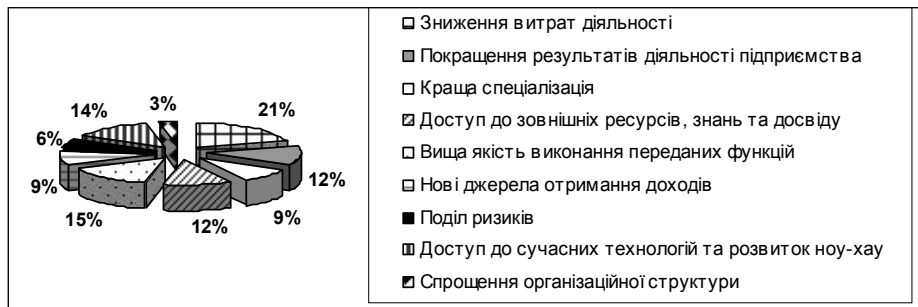 14%
3%
21%
6%
9%
15%
12%
9%
12%
Зниження витрат діяльності
Покращення результатів діяльності підприємства
Краща спеціалізація
Доступ до зовнішніх ресурсів, знань та досвіду
Вища якість виконання переданих функцій
Нові джерела отримання доходів
Поділ ризиків
Доступ до сучасних технологій та розвиток ноу-хау
Спрощення організаційної структури